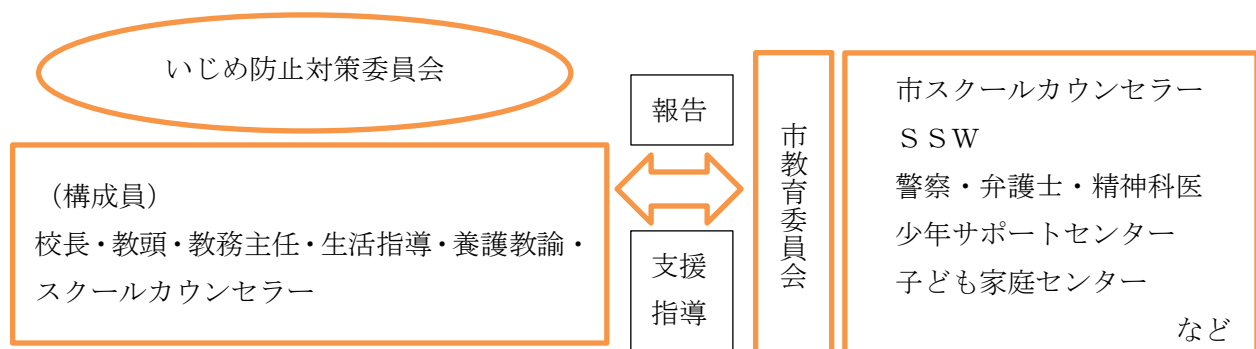 いじめ防止対策委員会
(構成員)
校長・教頭・教務主任・生活指導・養護教諭・
スクールカウンセラー
報告
支援
指導
市教育委員会
市スクールカウンセラー
ＳＳＷ
警察・弁護士・精神科医
少年サポートセンター
子ども家庭センター
など